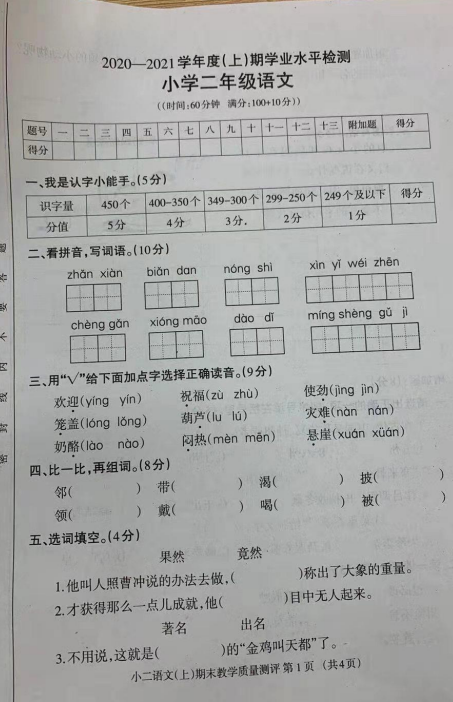 2020—2021学年度(上)期学业水平检测
小学二年级语文
((时间:60分钟 满分:100+10分))
题号 一 二 三 四 五 六 七 八 九 十 十一 十二 十三 附加题 得分
得分
一、我是认字小能手。(5分)
识字量 450个 400-350个 349-300个 299-250个 249个及以下 得分
分值 5分 4分 3分. 2分 1分
二、看拼音,写词语。(10分)
zhǎn xiàn biān dan nóng shì xìn yǐ wéi zhēn
chèng gǎn xióng māo dào dǐ míng shèng gǔ jì
三、用“√”给下面加点字选择正确读音。(9分)
欢迎(yíng yín) 祝福(zù zhù) 使劲(jìng jìn)
笼盖(lóng lǒng) 葫芦(lu lú) 灾难(nàn nán)
奶酪(lào nào) 闷热(mèn mēn) 悬崖(xuán xüán)
四、比一比,再组词。(8分)
邻( ) 带( ) 渴( ) 披( )
领( ) 戴( ) 喝( ) 被( )
五、选词填空。(4分)
果然 竟然
1.他叫人照曹冲说的办法去做,( )称出了大象的重量。
2.才获得那么一点儿成就,他( )目中无人起来。
著名 出名
3.不用说,这就是( )的“金鸡叫天都”了。
小二语文(上)期末教学质量测评 第1页 (共4页)
答
要
不
内
线
封
密